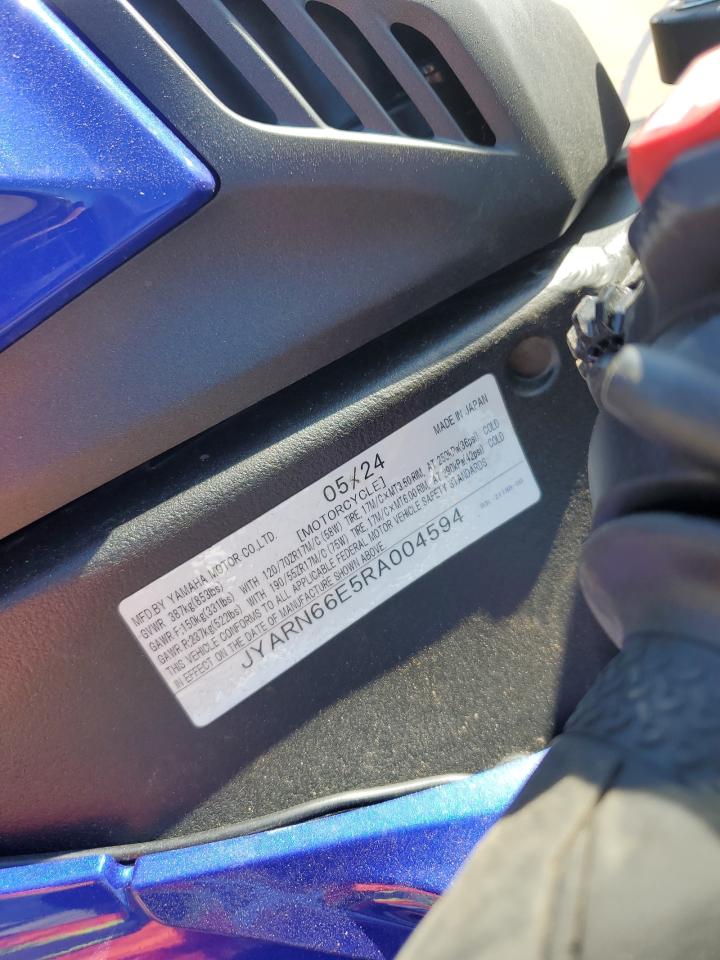 MFD.BY YAMAHA MOTOR CO.,LTD. 05/24 MADE IN JAPAN
GVWR 387kg(853lbs) [MOTORCYCLE]
GAWR F:150kg(331lbs) WITH 120/70ZR17M/C (58W) TIRE, 17M/C×MT3.50 RIM, AT 250kPa(36psi) COLD
GAWR R:237kg(522lbs) WITH 190/55ZR17M/C (75W) TIRE, 17M/C×MT6.00 RIM, AT 290kPa(42psi) COLD
THIS VEHICLE CONFORMS TO ALL APPLICABLE FEDERAL MOTOR VEHICLE SAFETY STANDARDS
IN EFFECT ON THE DATE OF MANUFACTURE SHOWN ABOVE
JYARN66E5RA004594